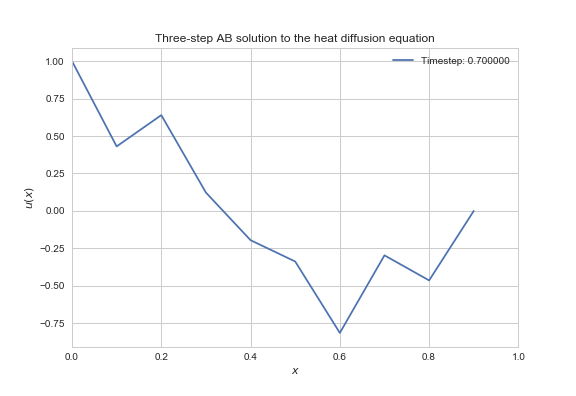 Three-step AB solution to the heat diffusion equation
Timestep: 0.700000
1.00
0.75
0.50
0.25
0.00
−0.25
−0.50
−0.75
u(x)
0.0 0.2 0.4 0.6 0.8 1.0
x